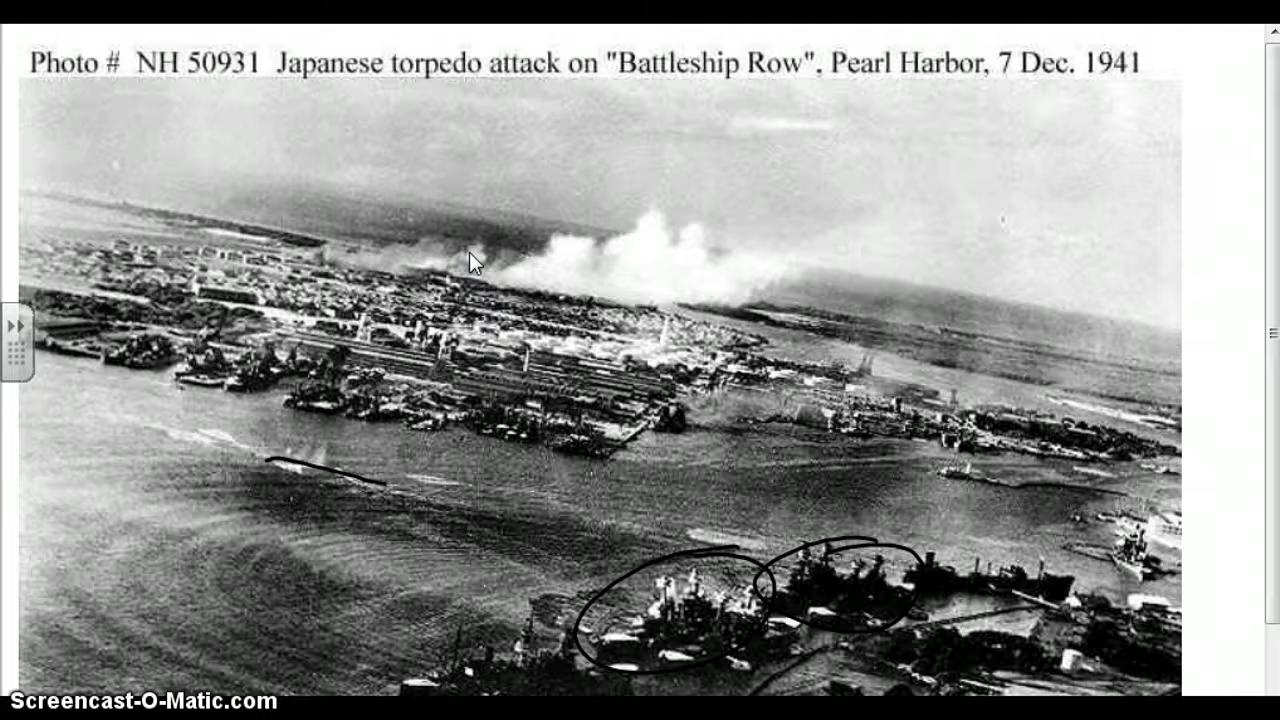 Photo # NH 50931 Japanese torpedo attack on "Battleship Row", Pearl Harbor, 7 Dec. 1941
Screencast-O-Matic.com